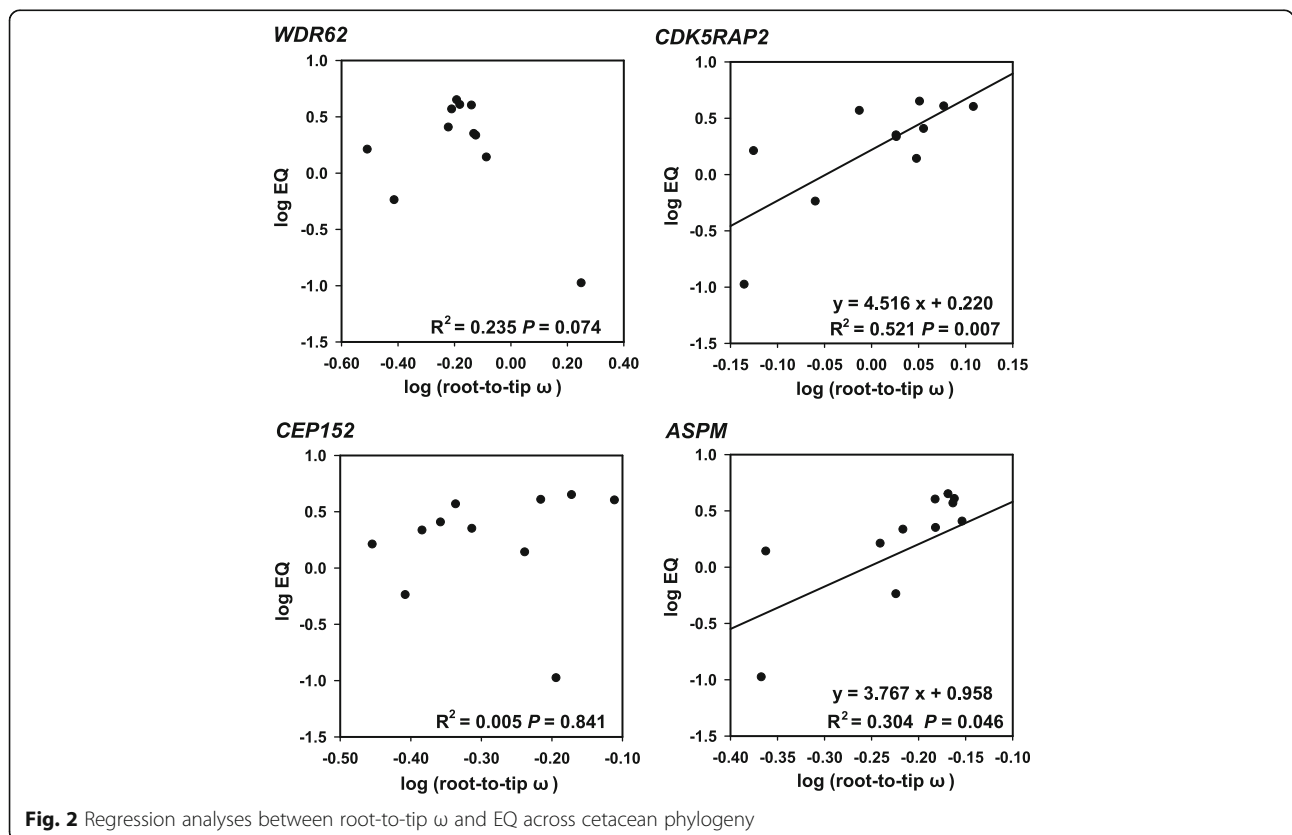 WDR62
CDK5RAP2
1.0
0.5
0.0
-0.5
-1.0
-1.5
log EQ
R² = 0.235 P = 0.074
-0.60 -0.40 -0.20 0.00 0.20 0.40
log (root-to-tip ω )
1.0
0.5
0.0
-0.5
-1.0
-1.5
log EQ
y = 4.516 x + 0.220
R² = 0.521 P = 0.007
-0.15 -0.10 -0.05 0.00 0.05 0.10 0.15
log (root-to-tip ω )
CEP152
ASPM
1.0
0.5
0.0
-0.5
-1.0
-1.5
log EQ
R² = 0.005 P = 0.841
-0.50 -0.40 -0.30 -0.20 -0.10
log (root-to-tip ω )
1.0
0.5
0.0
-0.5
-1.0
-1.5
log EQ
y = 3.767 x + 0.958
R² = 0.304 P = 0.046
-0.40 -0.35 -0.30 -0.25 -0.20 -0.15 -0.10
log (root-to-tip ω )
Fig. 2 Regression analyses between root-to-tip ω and EQ across cetacean phylogeny